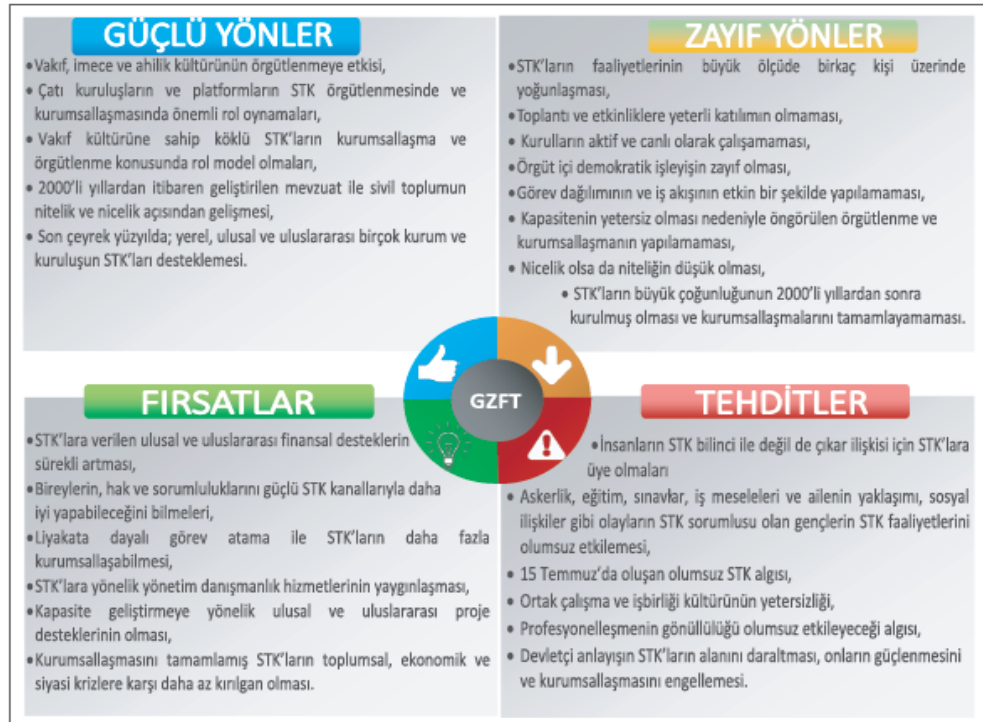 GÜÇLÜ YÖNLER
•Vakıf, imece ve ahilik kültürünün örgütlenmeye etkisi,
• Çatı kuruluşların ve platformların STK örgütlenmesinde ve
kurumsallaşmasında önemli rol oynamaları,
• Vakıf kültürüne sahip köklü STK'ların kurumsallaşma ve
örgütlenme konusunda rol model olmaları,
• 2000'li yıllardan itibaren geliştirilen mevzuat ile sivil toplumun
nitelik ve nicelik açısından gelişmesi,
• Son çeyrek yüzyılda; yerel, ulusal ve uluslararası birçok kurum ve
kuruluşun STK'ları desteklemesi.
ZAYIF YÖNLER
•STK'ların faaliyetlerinin büyük ölçüde birkaç kişi üzerinde
yoğunlaşması,
•Toplantı ve etkinliklere yeterli katılımın olmaması,
• Kurulların aktif ve canlı olarak çalışamaması,
•Örgüt içi demokratik işleyişin zayıf olması,
•Görev dağılımının ve iş akışının etkin bir şekilde yapılamaması,
• Kapasitenin yetersiz olması nedeniyle öngörülen örgütlenme ve
kurumsallaşmanın yapılamaması,
• Nicelik olsa da niteliğin düşük olması,
• STK'ların büyük çoğunluğunun 2000'li yıllardan sonra
kurulmuş olması ve kurumsallaşmalarını tamamlayamaması.
GZFT
FIRSATLAR
•STK'lara verilen ulusal ve uluslararası finansal desteklerin
sürekli artması,
•Bireylerin, hak ve sorumluluklarını güçlü STK kanallarıyla daha
iyi yapabileceğini bilmeleri,
•Liyakata dayalı görev atama ile STK'ların daha fazla
kurumsallaşabilmesi,
•STK'lara yönelik yönetim danışmanlık hizmetlerinin yaygınlaşması,
•Kapasite geliştirmeye yönelik ulusal ve uluslararası proje
desteklerinin olması,
•Kurumsallaşmasını tamamlamış STK'ların toplumsal, ekonomik ve
siyasi krizlere karşı daha az kırılgan olması.
TEHDİTLER
•İnsanların STK bilinci ile değil de çıkar ilişkisi için STK'lara
üye olmaları
• Askerlik, eğitim, sınavlar, iş meseleleri ve ailenin yaklaşımı, sosyal
ilişkiler gibi olayların STK sorumlusu olan gençlerin STK faaliyetlerini
olumsuz etkilemesi,
• 15 Temmuz'da oluşan olumsuz STK algısı,
• Ortak çalışma ve işbirliği kültürünün yetersizliği,
• Profesyonelleşmenin gönüllülüğü olumsuz etkileyeceği algısı,
• Devletçi anlayışın STK'ların alanını daraltması, onların güçlenmesini
ve kurumsallaşmasını engellemesi.